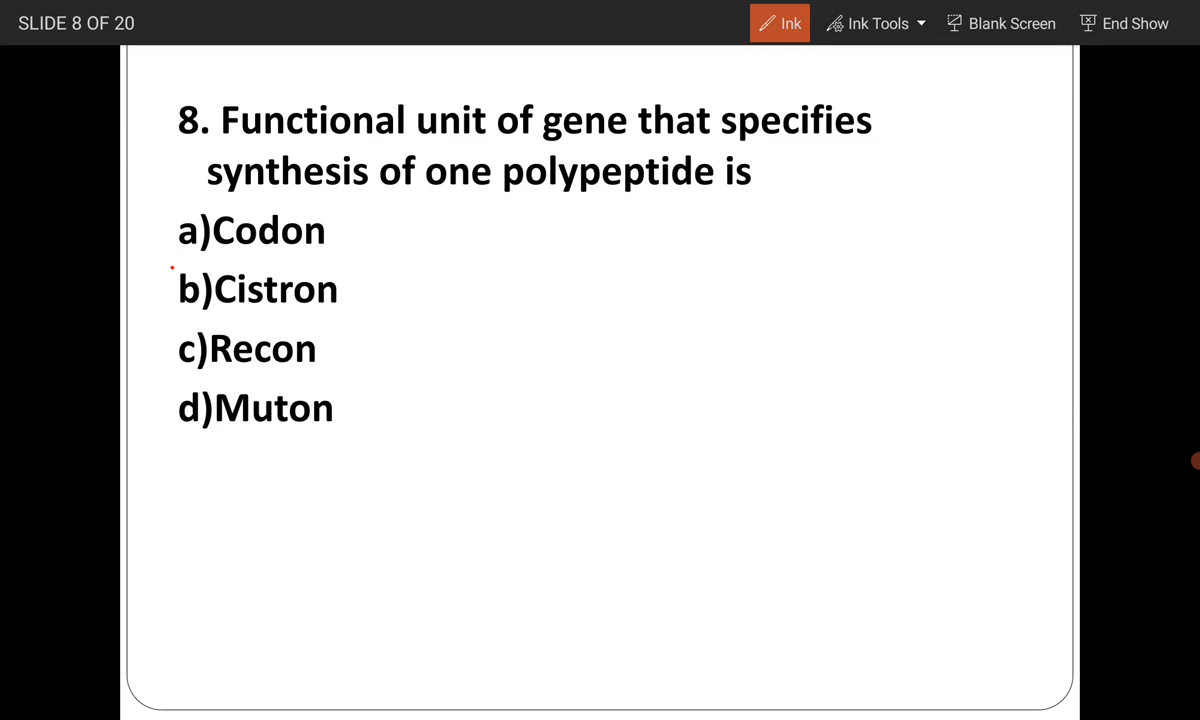 SLIDE 8 OF 20
Ink
Ink Tools
Blank Screen
End Show
8. Functional unit of gene that specifies
synthesis of one polypeptide is
a)Codon
b)Cistron
c)Recon
d)Muton